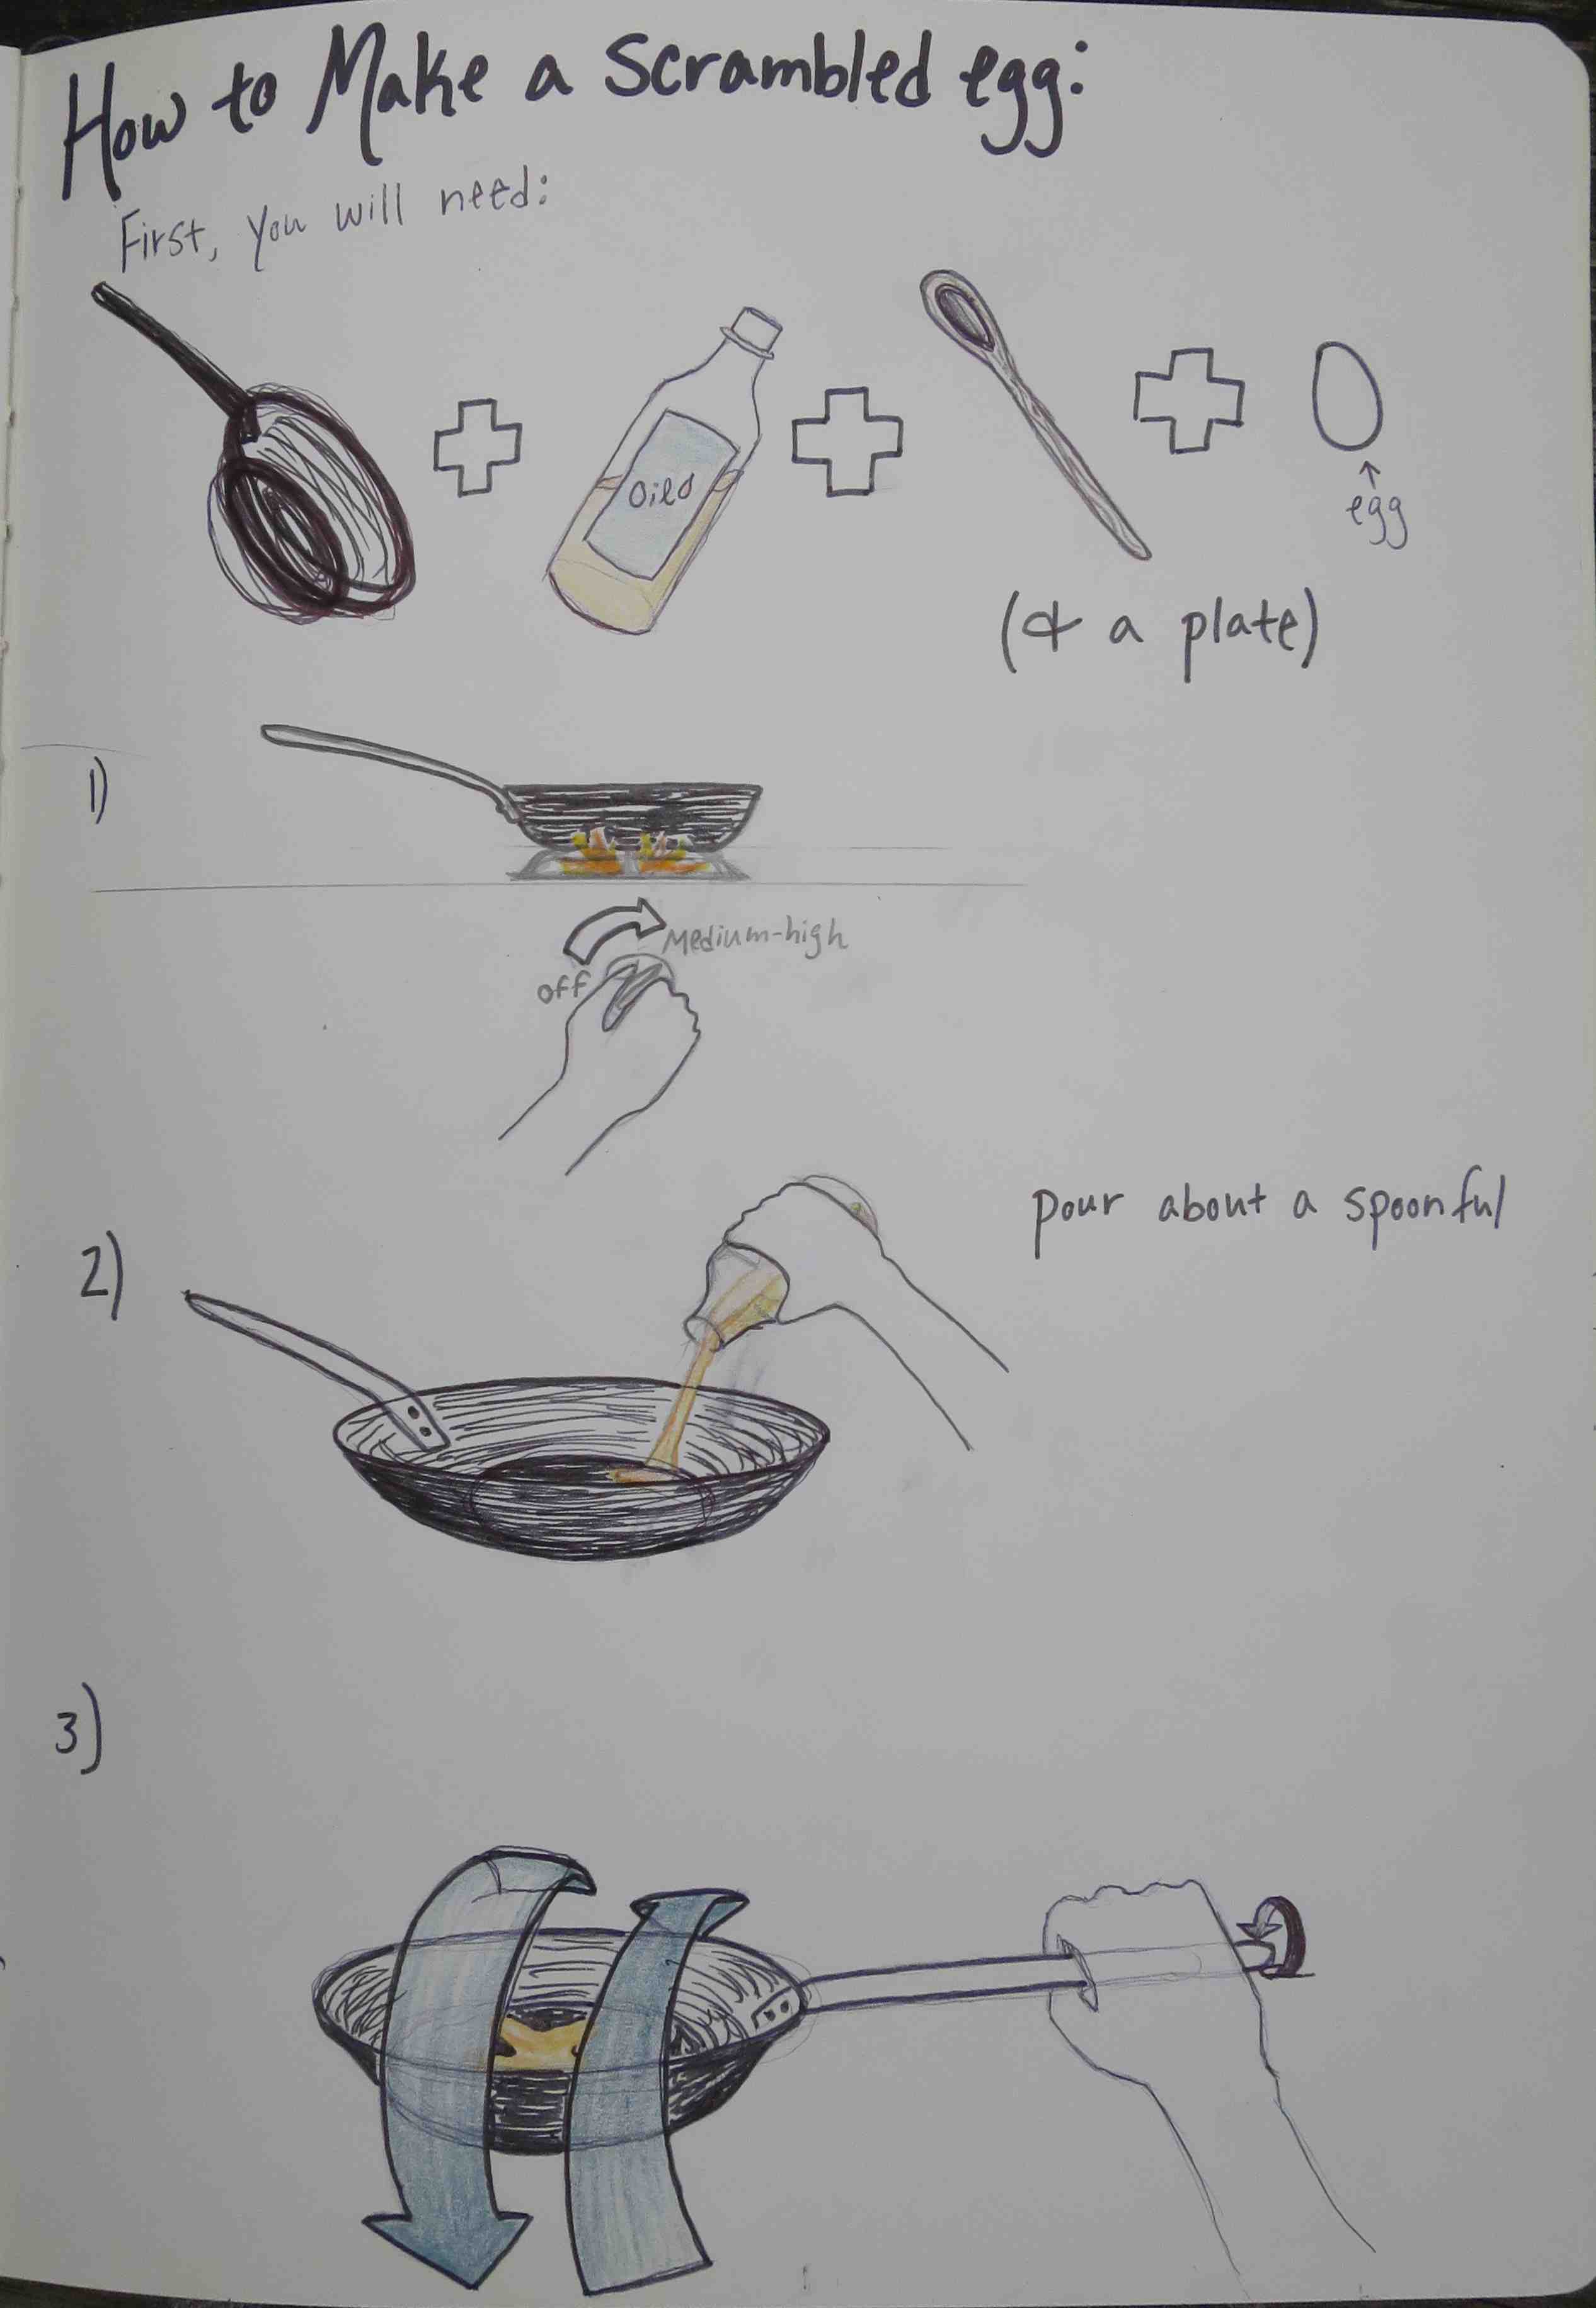 How to Make a Scrambled egg:
First, you will need:
Oil
egg
(& a plate)
1)
Medium-high
off
2)
pour about a spoonful
3)